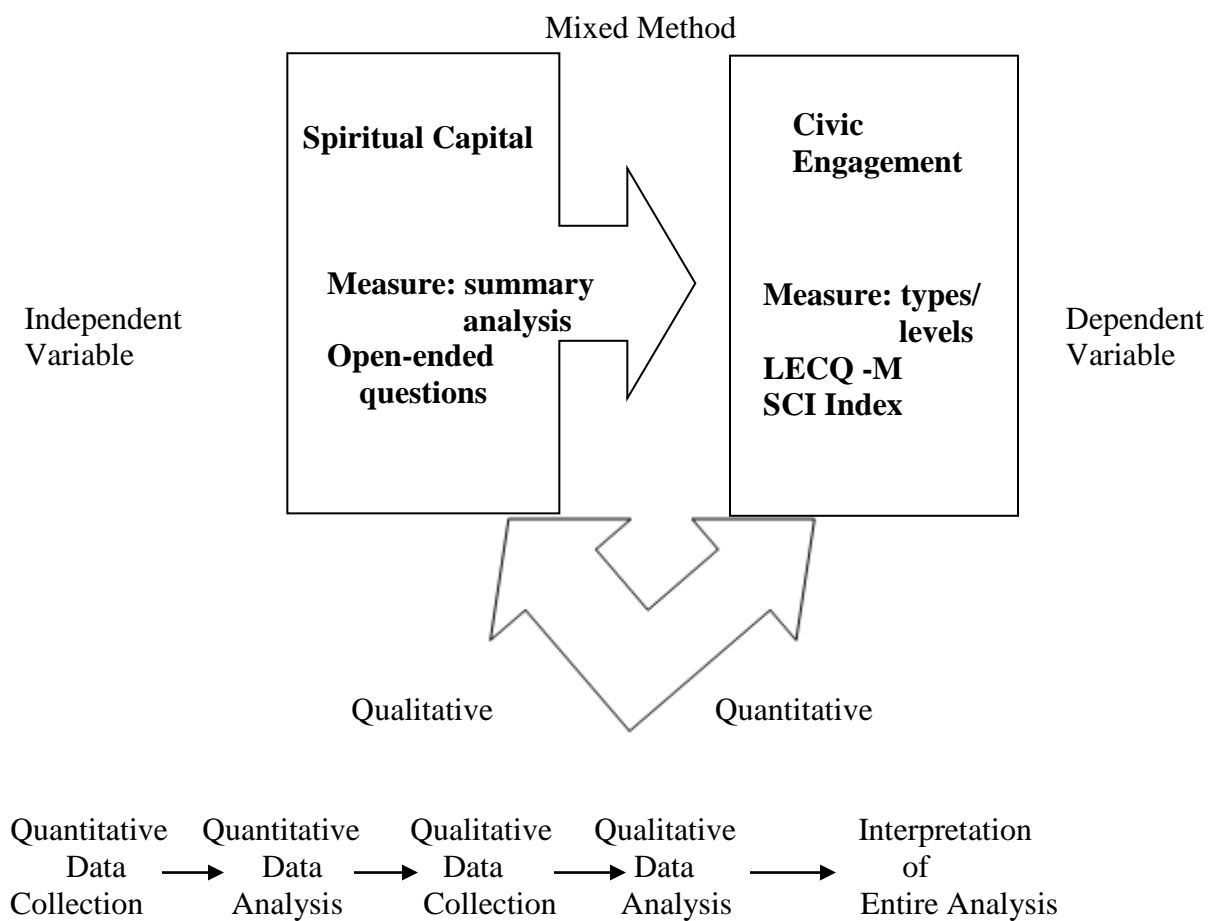 Mixed Method
Spiritual Capital
Measure: summary
analysis
Open-ended
questions
Civic
Engagement
Measure: types/
levels
LECQ -M
SCI Index
Independent
Variable
Dependent
Variable
Qualitative
Quantitative
Quantitative
Data
Collection
Quantitative
Data
Analysis
Qualitative
Data
Collection
Qualitative
Data
Analysis
Interpretation
of
Entire Analysis